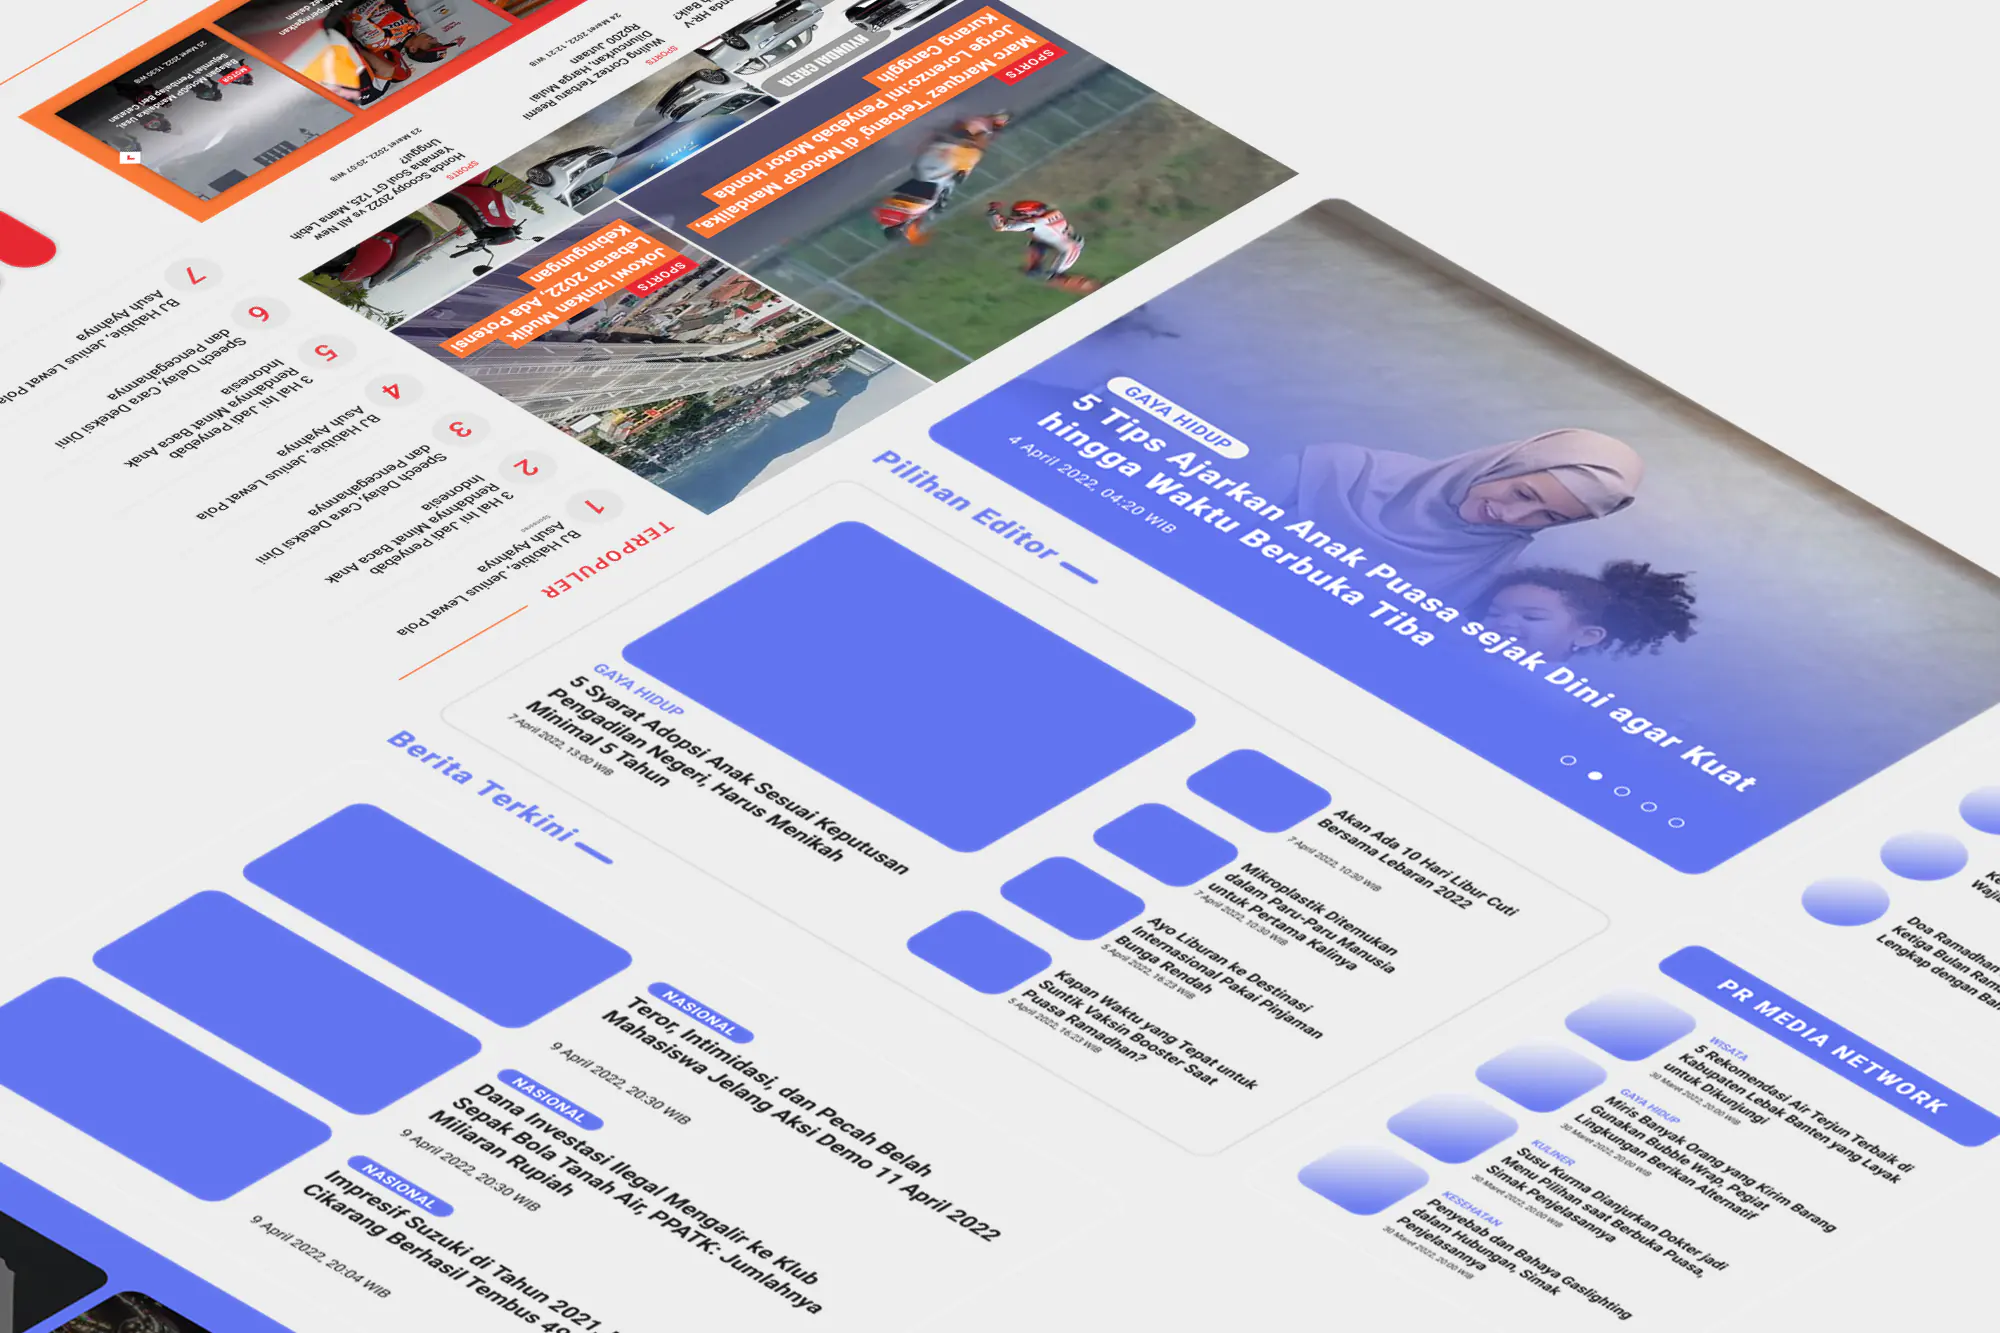 GAYA HIDUP
5 Tips Ajarkan Anak Puasa sejak Dini agar Kuat
hingga Waktu Berbuka Tiba
4 April 2022, 04:20 WIB
Pilihan Editor
GAYA HIDUP
5 Syarat Adopsi Anak Sesuai Keputusan
Pengadilan Negeri, Harus Menikah
Minimal 5 Tahun
7 April 2022, 13:00 WIB
Akan Ada 10 Hari Libur Cuti
Bersama Lebaran 2022
7 April 2022, 10:30 WIB
Mikroplastik Ditemukan
dalam Paru-Paru Manusia
untuk Pertama Kalinya
7 April 2022, 10:30 WIB
Ayo Liburan ke Destinasi
Internasional Pakai Pinjaman
Bunga Rendah
5 April 2022, 16:23 WIB
Kapan Waktu yang Tepat untuk
Suntik Vaksin Booster Saat
Puasa Ramadhan?
5 April 2022, 16:23 WIB
Berita Terkini
NASIONAL
Teror, Intimidasi, dan Pecah Belah
Mahasiswa Jelang Aksi Demo 11 April 2022
9 April 2022, 20:30 WIB
NASIONAL
Dana Investasi Ilegal Mengalir ke Klub
Sepak Bola Tanah Air, PPATK: Jumlahnya
Miliaran Rupiah
9 April 2022, 20:30 WIB
NASIONAL
Impresif Suzuki di Tahun 2021,
Cikarang Berhasil Tembus
9 April 2022, 20:04 WIB
Doa Ramadhan
Ketiga Bulan
Lengkap dengan
PR MEDIA NETWORK
WISATA
5 Rekomendasi Air Terjun Terbaik di
Kabupaten Lebak Banten yang Layak
untuk Dikunjungi
30 Maret 2022, 20:00 WIB
GAYA HIDUP
Miris Banyak Orang yang Kirim Barang
Gunakan Bubble Wrap, Pegiat
Lingkungan Berikan Alternatif
30 Maret 2022, 20:00 WIB
KULINER
Susu Kurma Dianjurkan Dokter jadi
Menu Pilihan saat Berbuka Puasa,
Simak Penjelasannya
30 Maret 2022, 20:00 WIB
KESEHATAN
Penyebab dan Bahaya Gaslighting
dalam Hubungan, Simak
Penjelasannya
30 Maret 2022, 20:00 WIB
SPORTS
Marc Marquez 'Terbang' di MotoGP Mandalika,
Jorge Lorenzo:Ini Penyebab Motor Honda
Kurang Canggih
SPORTS
Jokowi Izinkan Mudik
Lebaran 2022, Ada Potensi
Kebingungan
HYUNDAI CRETA
SPORTS
Wuling Cortez Terbaru Resmi
Diluncurkan, Harga Mulai
Rp200 Jutaan
24 Maret 2022, 12:21 WIB
SPORTS
Honda Scoopy 2022 vs All New
Yamaha Soul GT 125, Mana Lebih
Unggul?
23 Maret 2022, 20:07 WIB
MOTOR
Balapan MotoGP Mandalika Usai,
Sejumlah Pembalap Beri Catatan
TERPOPULER
1
BJ Habibie, Jenius Lewat Pola
Asuh Ayahnya
2
3 Hal Ini Jadi Penyebab
Rendahnya Minat Baca Anak
Indonesia
3
Speech Delay, Cara Deteksi Dini
dan Pencegahannya
4
BJ Habibie, Jenius Lewat Pola
Asuh Ayahnya
5
3 Hal Ini Jadi Penyebab
Rendahnya Minat Baca Anak
Indonesia
6
Speech Delay, Cara Deteksi Dini
dan Pencegahannya
7
BJ Habibie, Jenius Lewat Pola
Asuh Ayahnya